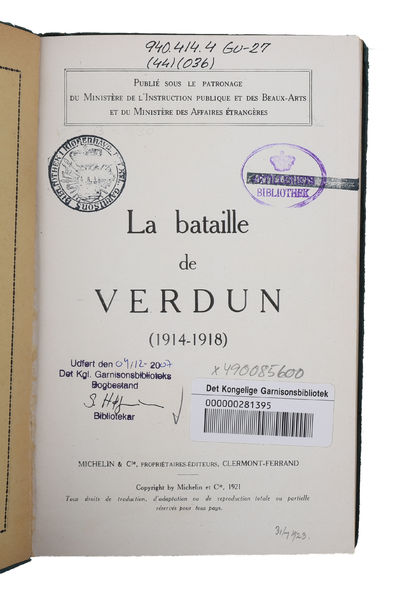 940.414.4 Gu-27
(44)(036)
PUBLIÉ SOUS LE PATRONAGE
DU MINISTÈRE DE L'INSTRUCTION PUBLIQUE ET DES BEAUX-ARTS
ET DU MINISTÈRE DES AFFAIRES ÉTRANGÈRES
BIBLIOTHEK
La bataille
de
VERDUN
(1914-1918)
Udført den 04/12-2007
Det Kgl. Garnisonsbiblioteks
Bogbestand
Bibliotekar
x 490085600
Det Kongelige Garnisonsbibliotek
000000281395
MICHELIN & Cie, PROPRIÉTAIRES-ÉDITEURS, CLERMONT-FERRAND
Copyright by Michelin et Cie, 1921
Tous droits de traduction, d'adaptation ou de reproduction totale ou partielle
réservés pour tous pays.